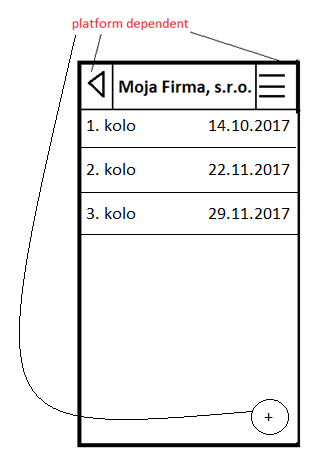 platform dependent
Moja Firma, s.r.o.
1. kolo 14.10.2017
2. kolo 22.11.2017
3. kolo 29.11.2017
+